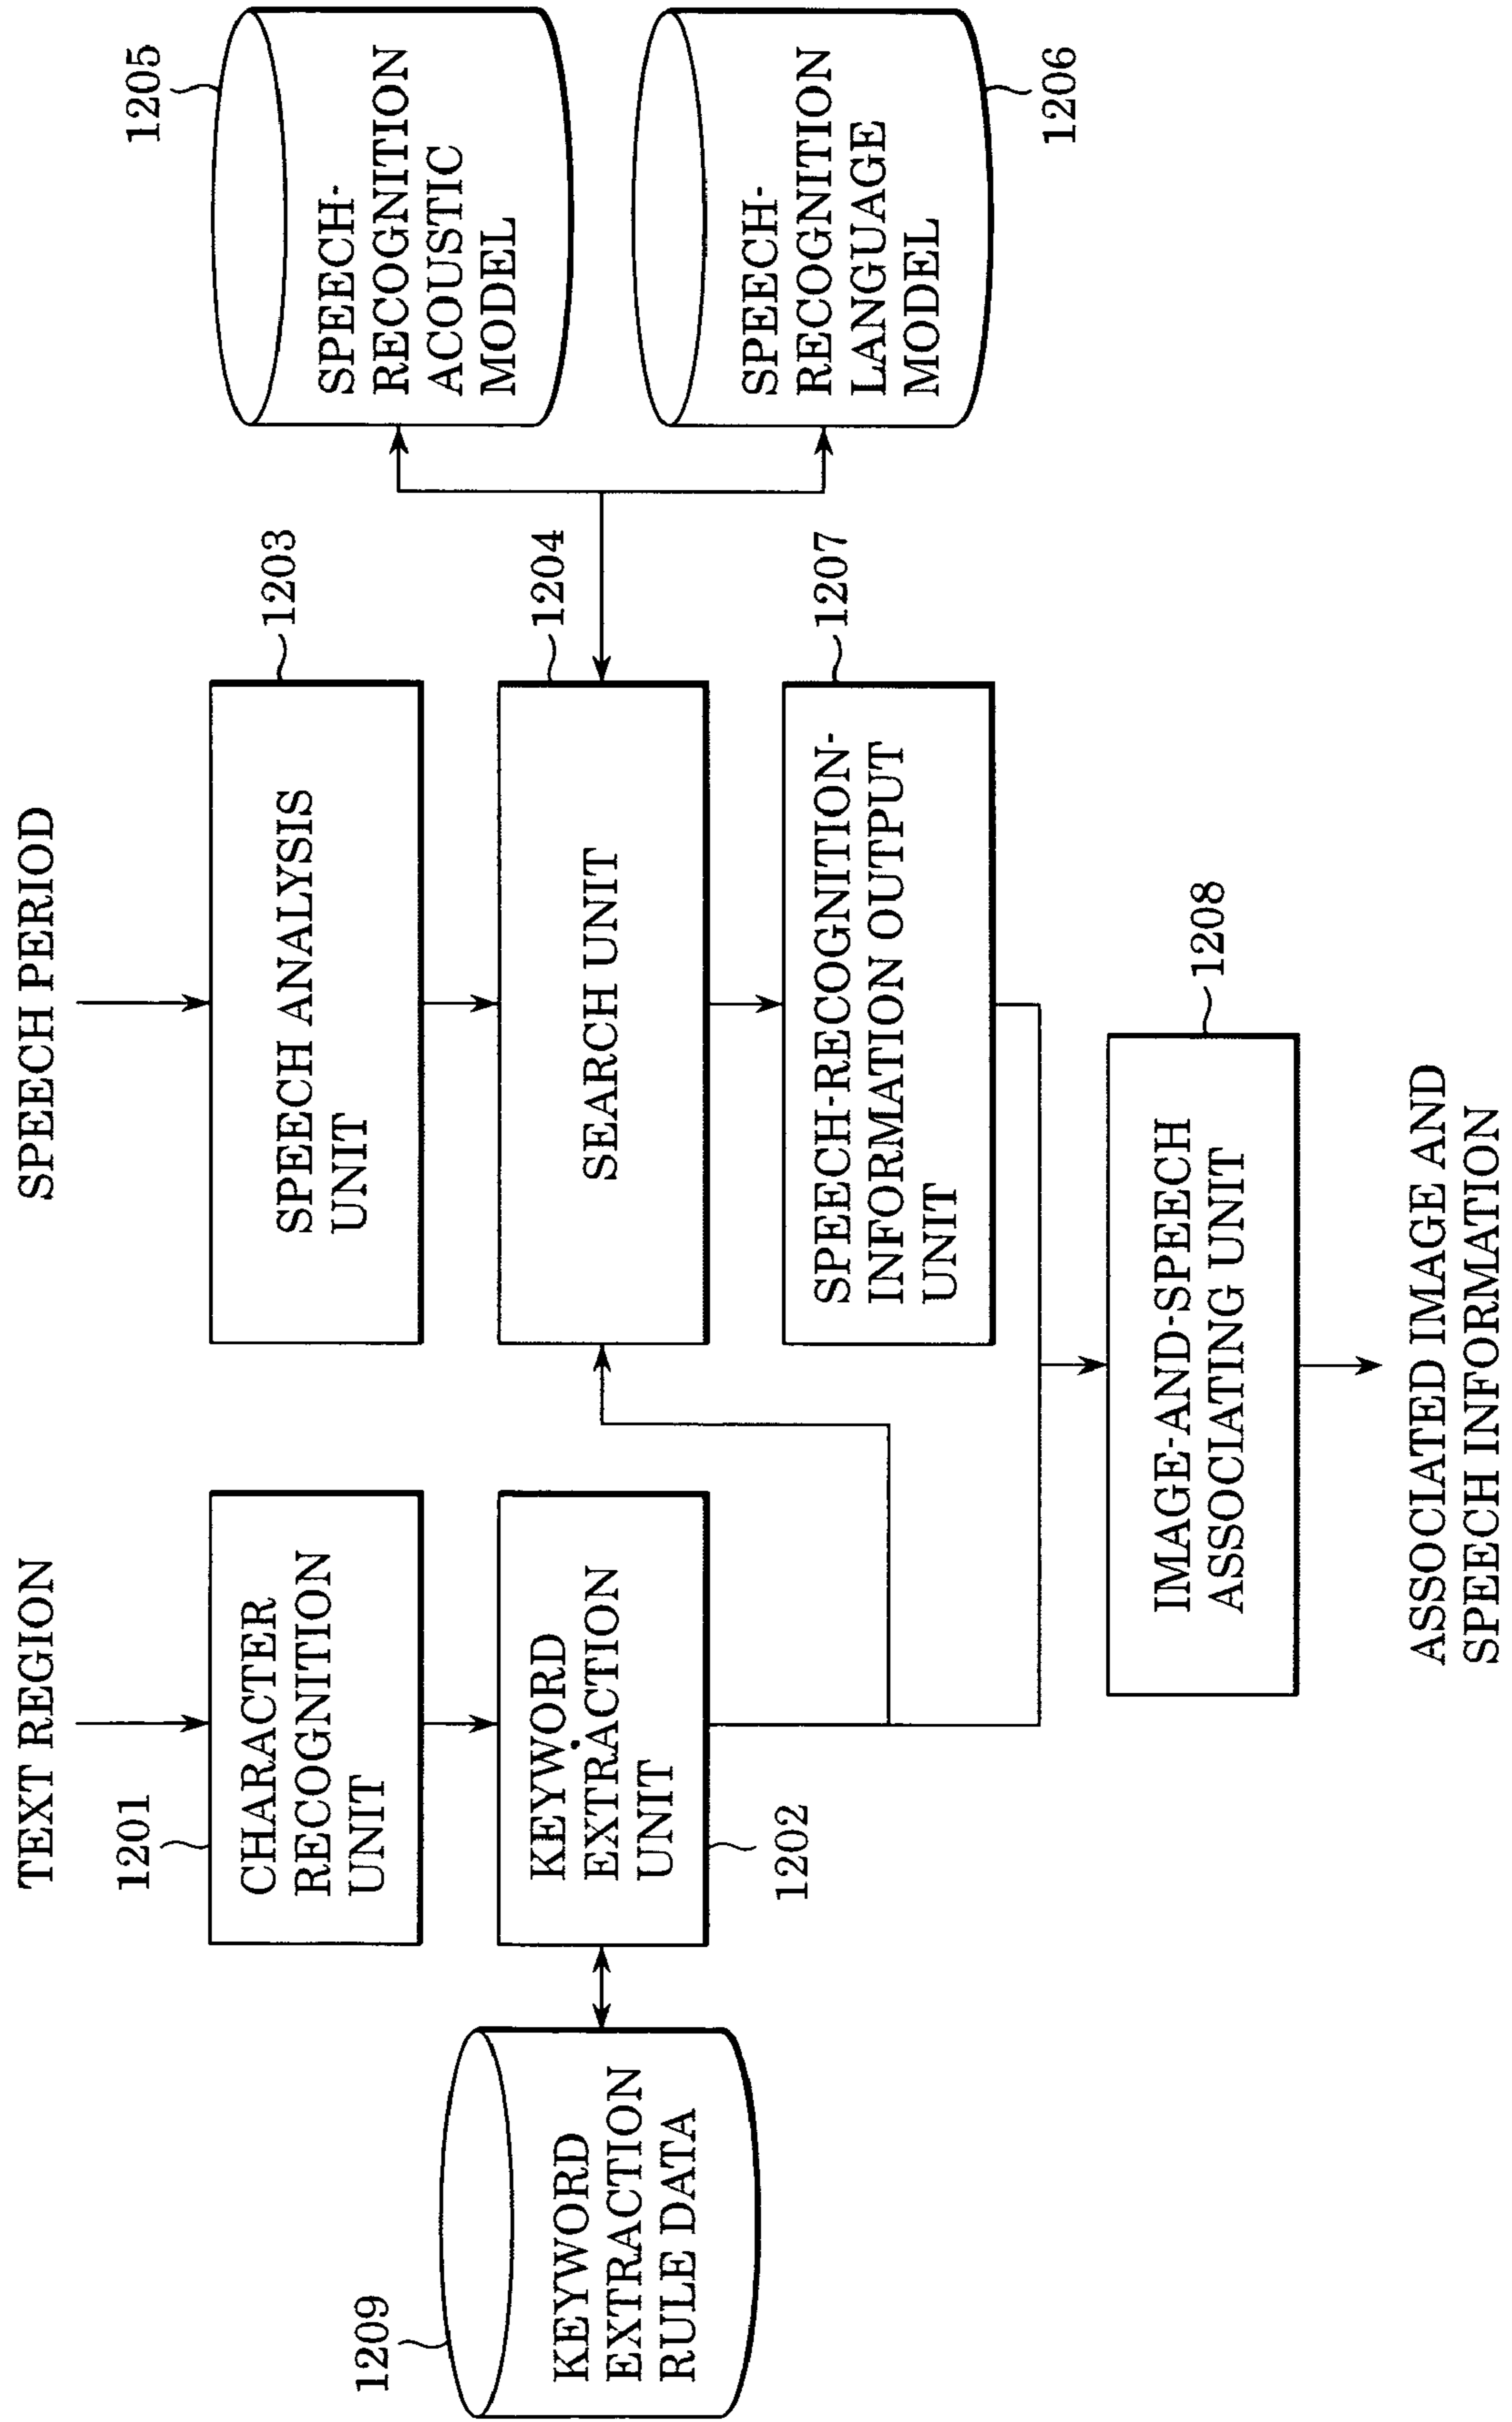 TEXT REGION
SPEECH PERIOD
1201
CHARACTER
RECOGNITION
UNIT
SPEECH ANALYSIS
UNIT
1203
1205
SPEECH-
RECOGNITION
ACOUSTIC
MODEL
1209
KEYWORD
EXTRACTION
RULE DATA
KEYWORD
EXTRACTION
UNIT
1202
SEARCH UNIT
1204
SPEECH-
RECOGNITION
LANGUAGE
MODEL
1206
SPEECH-RECOGNITION-
INFORMATION OUTPUT
UNIT
1207
IMAGE-AND-SPEECH
ASSOCIATING UNIT
1208
ASSOCIATED IMAGE AND
SPEECH INFORMATION